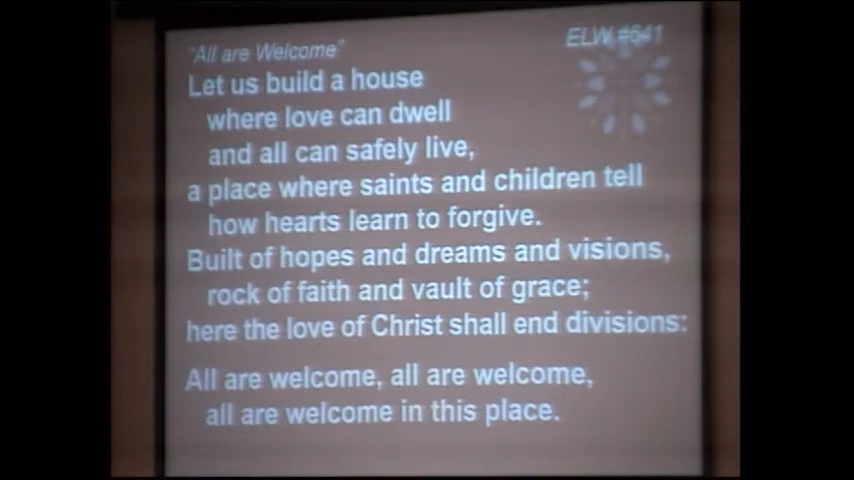 "All are Welcome"
ELW #641
Let us build a house
where love can dwell
and all can safely live,
a place where saints and children tell
how hearts learn to forgive.
Built of hopes and dreams and visions,
rock of faith and vault of grace;
here the love of Christ shall end divisions:
All are welcome, all are welcome,
all are welcome in this place.